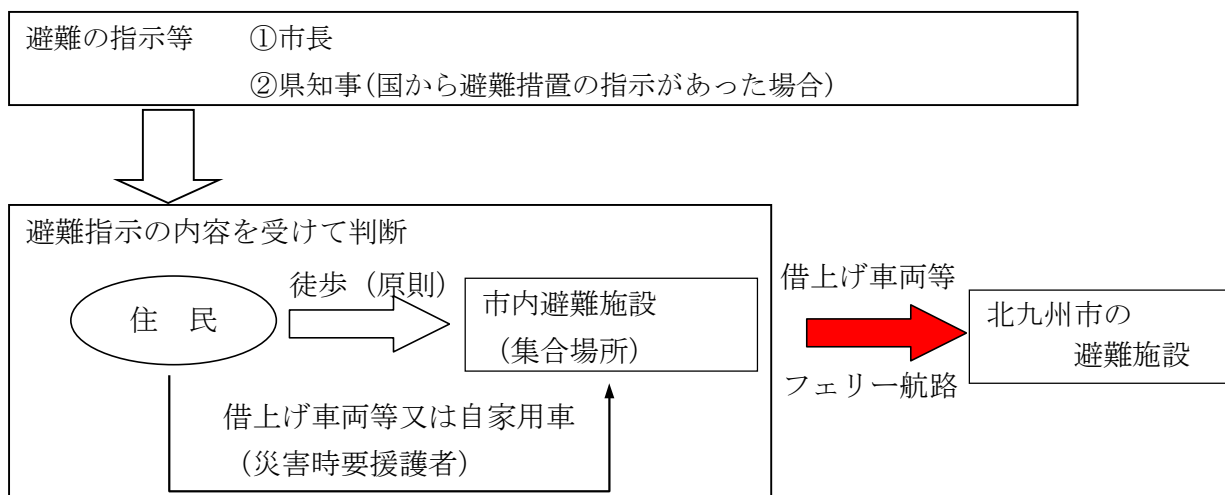 避難の指示等　①市長
②県知事(国から避難措置の指示があった場合)
避難指示の内容を受けて判断
徒歩（原則）
住　民
市内避難施設
（集合場所）
借上げ車両等又は自家用車
（災害時要援護者）
借上げ車両等
フェリー航路
北九州市の
避難施設